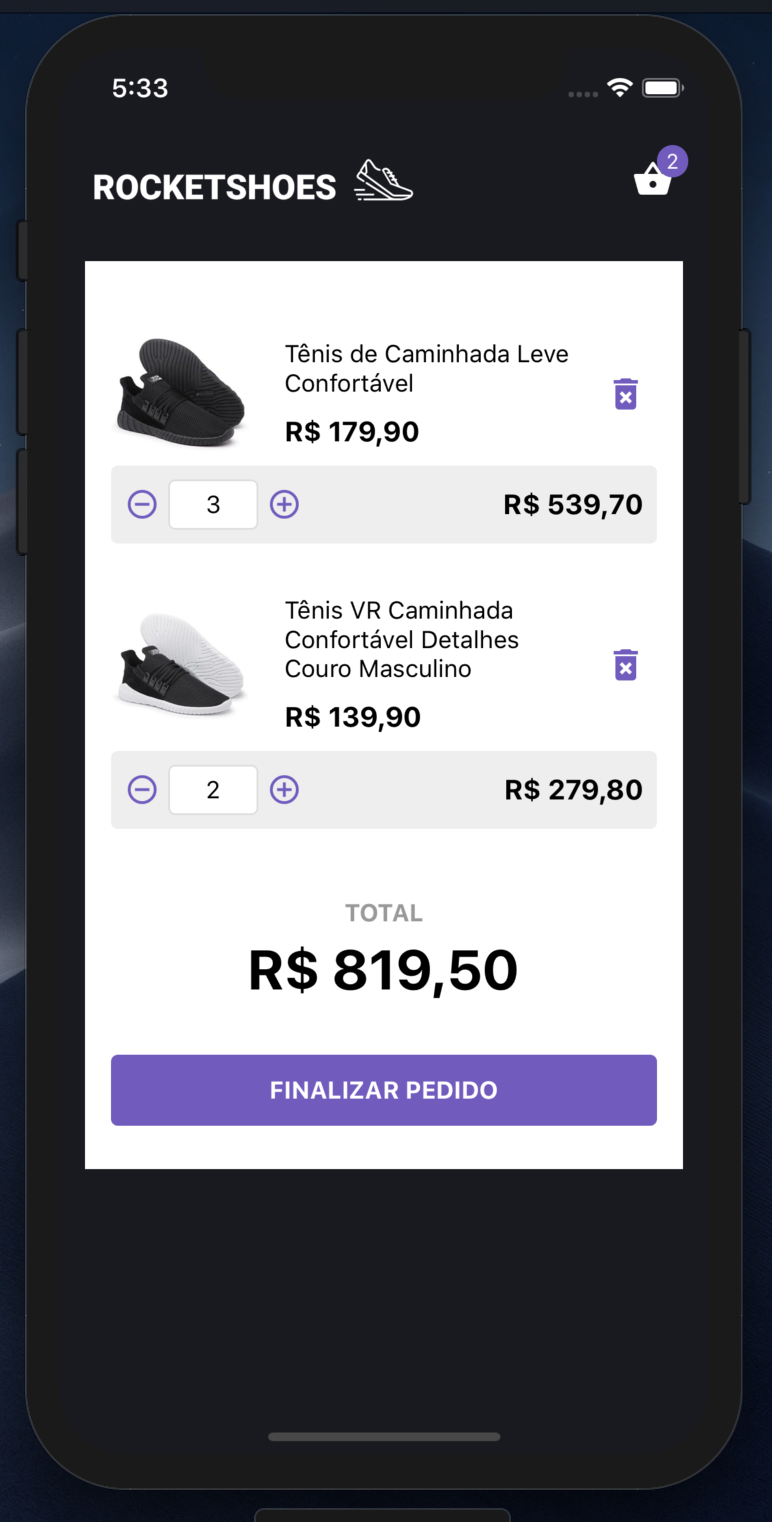 5:33
ROCKETSHOES
2
Tênis de Caminhada Leve
Confortável
R$ 179,90
3
R$ 539,70
Tênis VR Caminhada
Confortável Detalhes
Couro Masculino
R$ 139,90
2
R$ 279,80
TOTAL
R$ 819,50
FINALIZAR PEDIDO